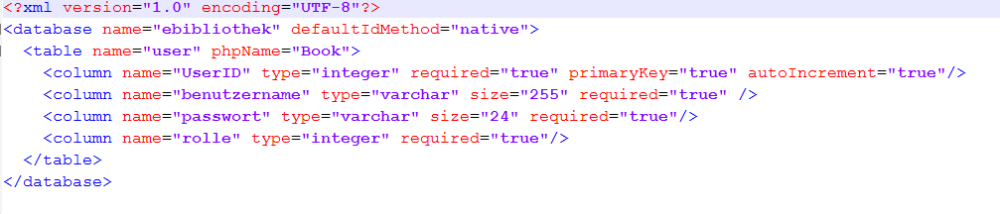 <?xml version="1.0" encoding="UTF-8"?>
<database name="ebibliothek" defaultIdMethod="native">
<table name="user" phpName="Book">
<column name="UserID" type="integer" required="true" primaryKey="true" autoIncrement="true"/>
<column name="benutzername" type="varchar" size="255" required="true" />
<column name="passwort" type="varchar" size="24" required="true"/>
<column name="rolle" type="integer" required="true"/>
</table>
</database>